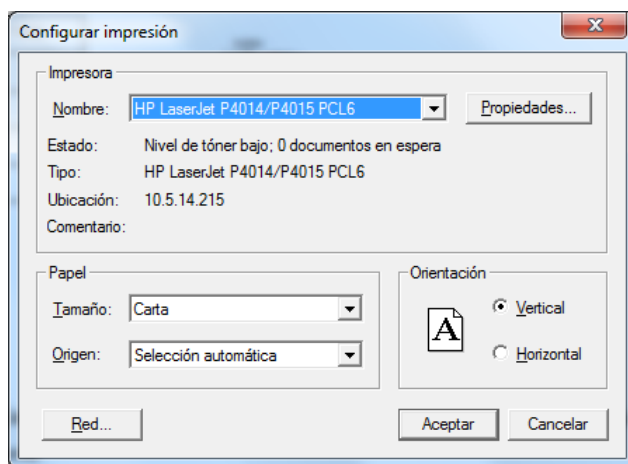 Configurar impresión
Impresora
Nombre: HP LaserJet P4014/P4015 PCL6 Propiedades...
Estado: Nivel de tóner bajo; 0 documentos en espera
Tipo: HP LaserJet P4014/P4015 PCL6
Ubicación: 10.5.14.215
Comentario:
Papel
Tamaño: Carta
Origen: Selección automática
Orientación
A
Vertical
Horizontal
Red... Aceptar Cancelar